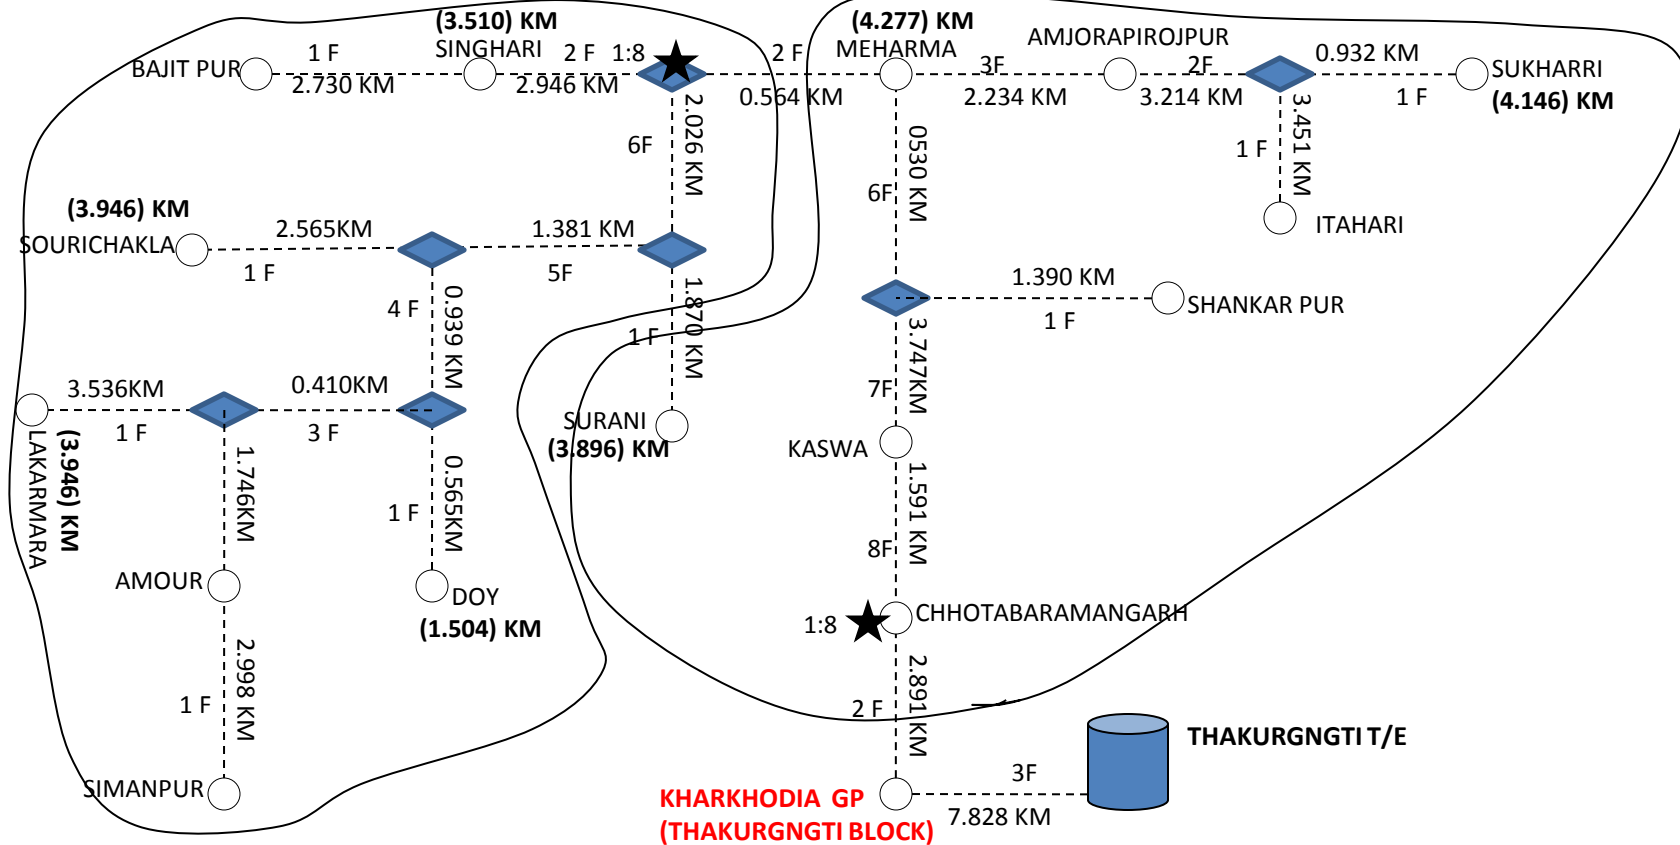 (3.510) KM
(4.277) KM
1 F
SINGHARI
2 F
1:8
2 F
MEHARMA
AMJORAPIROJPUR
3F
2F
0.932 KM
BAJIT PUR
SUKHARRI
2.730 KM
2.946 KM
0.564 KM
2.234 KM
3.214 KM
1 F
(4.146) KM
2.026 KM
6F
0530 KM
6F
3.451 KM
1 F
(3.946) KM
SOURICHAKLA
2.565KM
1.381 KM
ITAHARI
1 F
5F
1.390 KM
4 F
0.939 KM
1.870 KM
1 F
SHANKAR PUR
1 F
3.747KM
7F
3.536KM
0.410KM
1 F
3 F
SURANI
(3.896) KM
KASWA
LAKARMARA
(3.946) KM
1.746KM
1 F
0.565KM
1.591 KM
8F
AMOUR
DOY
(1.504) KM
1:8
CHHOTABARAMANGARH
2.998 KM
1 F
2 F
2.891 KM
THAKURGNGTI T/E
SIMANPUR
3F
KHARKHODIA GP
(THAKURGNGTI BLOCK)
7.828 KM